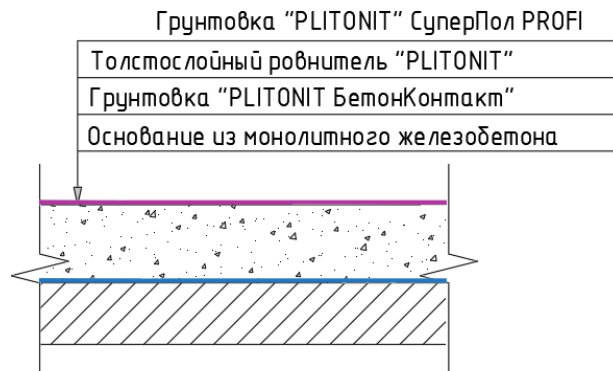 Грунтовка "PLITONIT" СуперПол PROFI
Толстослойный ровнитель "PLITONIT"
Грунтовка "PLITONIT БетонКонтакт"
Основание из монолитного железобетона